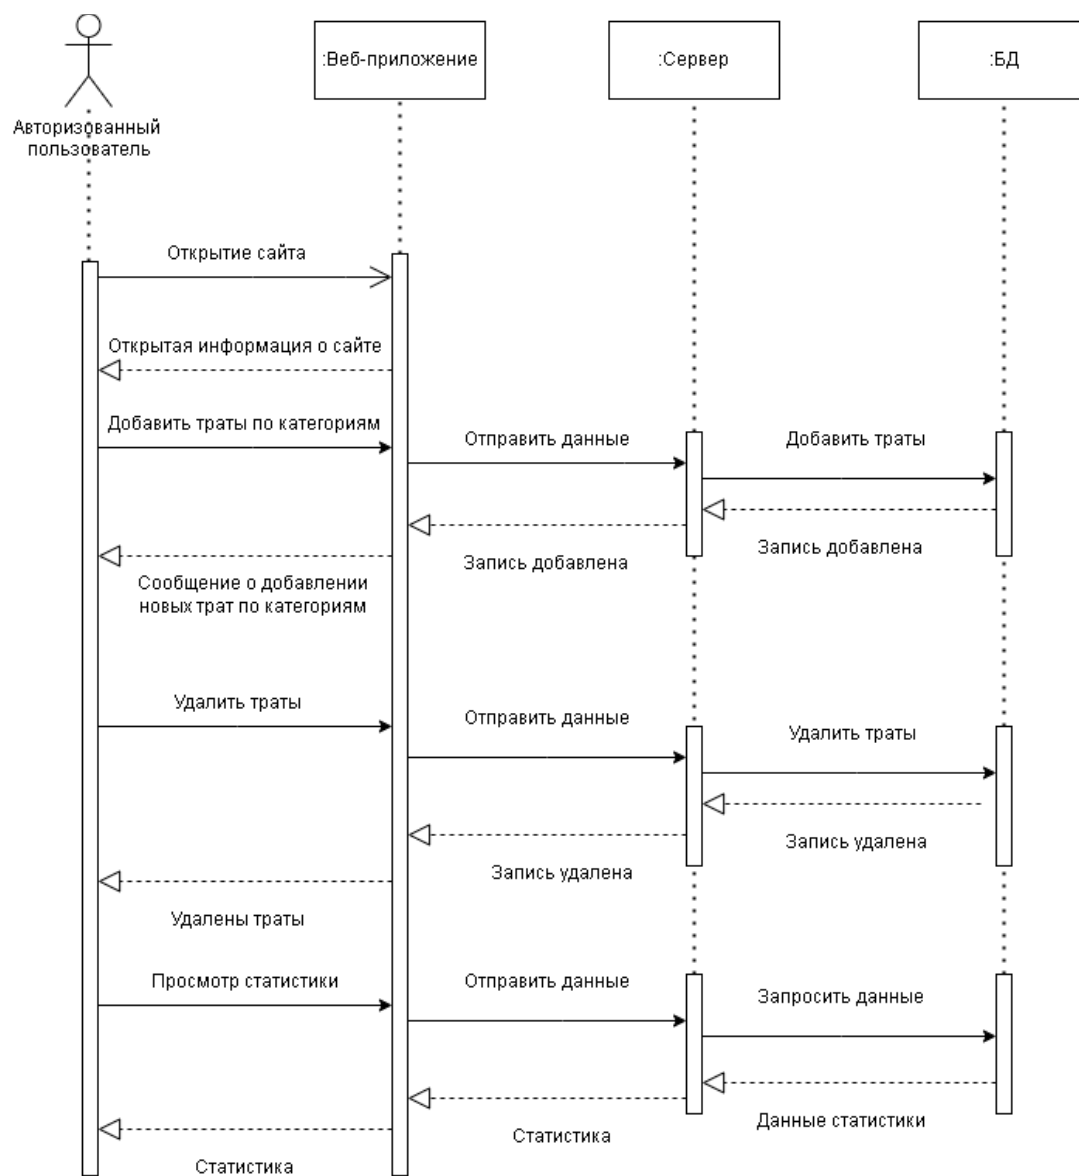 :Веб-приложение
:Сервер
:БД
Авторизованный
пользователь
Открытие сайта
Открытая информация о сайте
Добавить траты по категориям
Отправить данные
Добавить траты
Запись добавлена
Запись добавлена
Сообщение о добавлении
новых трат по категориям
Удалить траты
Отправить данные
Удалить траты
Запись удалена
Запись удалена
Удалены траты
Просмотр статистики
Отправить данные
Запросить данные
Данные статистики
Статистика
Статистика